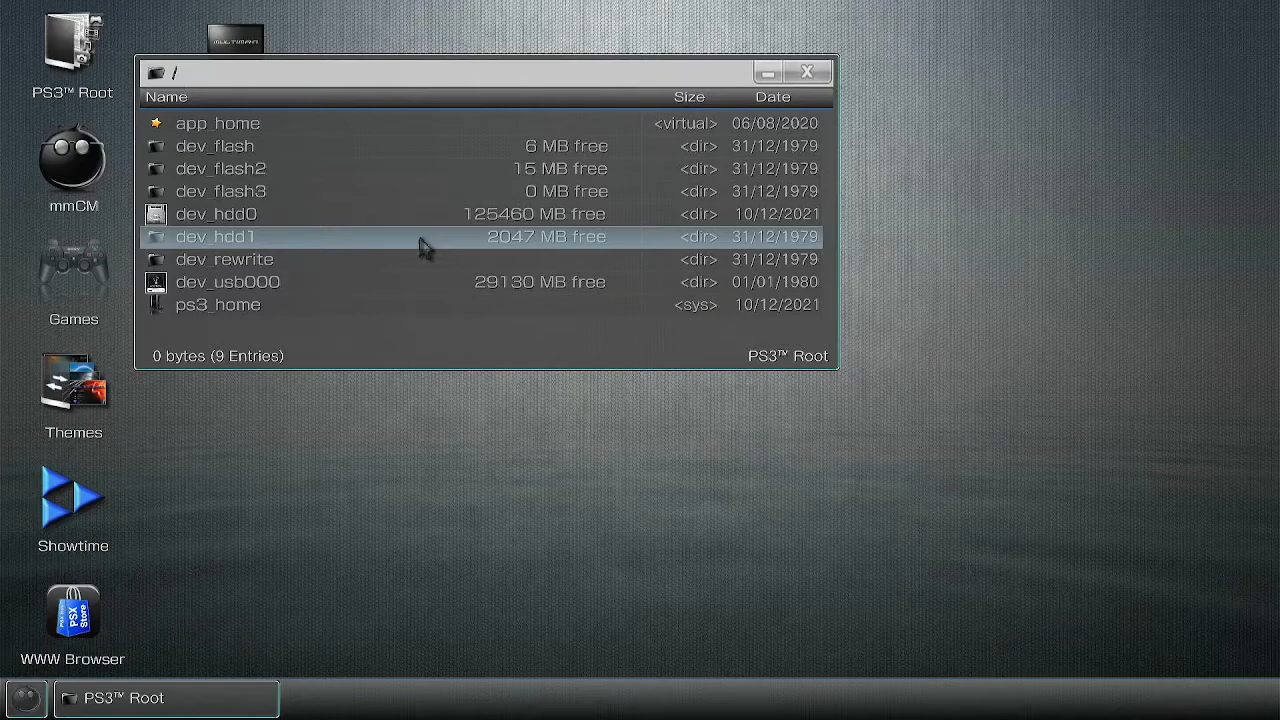 PS3™ Root
mmCM
Games
Themes
Showtime
PSX Store
WWW Browser
MULTIMAN
/
X
Name Size Date
app_home <virtual> 06/08/2020
dev_flash 6 MB free <dir> 31/12/1979
dev_flash2 15 MB free <dir> 31/12/1979
dev_flash3 0 MB free <dir> 31/12/1979
dev_hdd0 125460 MB free <dir> 10/12/2021
dev_hdd1 2047 MB free <dir> 31/12/1979
dev_rewrite <dir> 31/12/1979
dev_usb000 29130 MB free <dir> 01/01/1980
ps3_home <sys> 10/12/2021
0 bytes (9 Entries) PS3™ Root
PS3™ Root